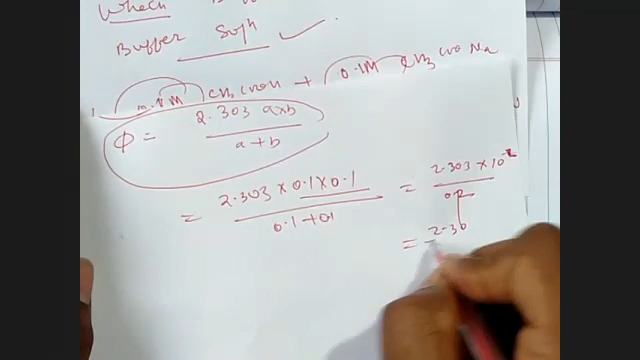 Which
Buffer Soln
0.1M CH3COOH + 0.1M CH3COONa
φ = 2.303 a×b / a+b
= 2.303 × 0.1 × 0.1 / 0.1 + 0.1 = 2.303 × 10⁻² / 0.2
= 2.30